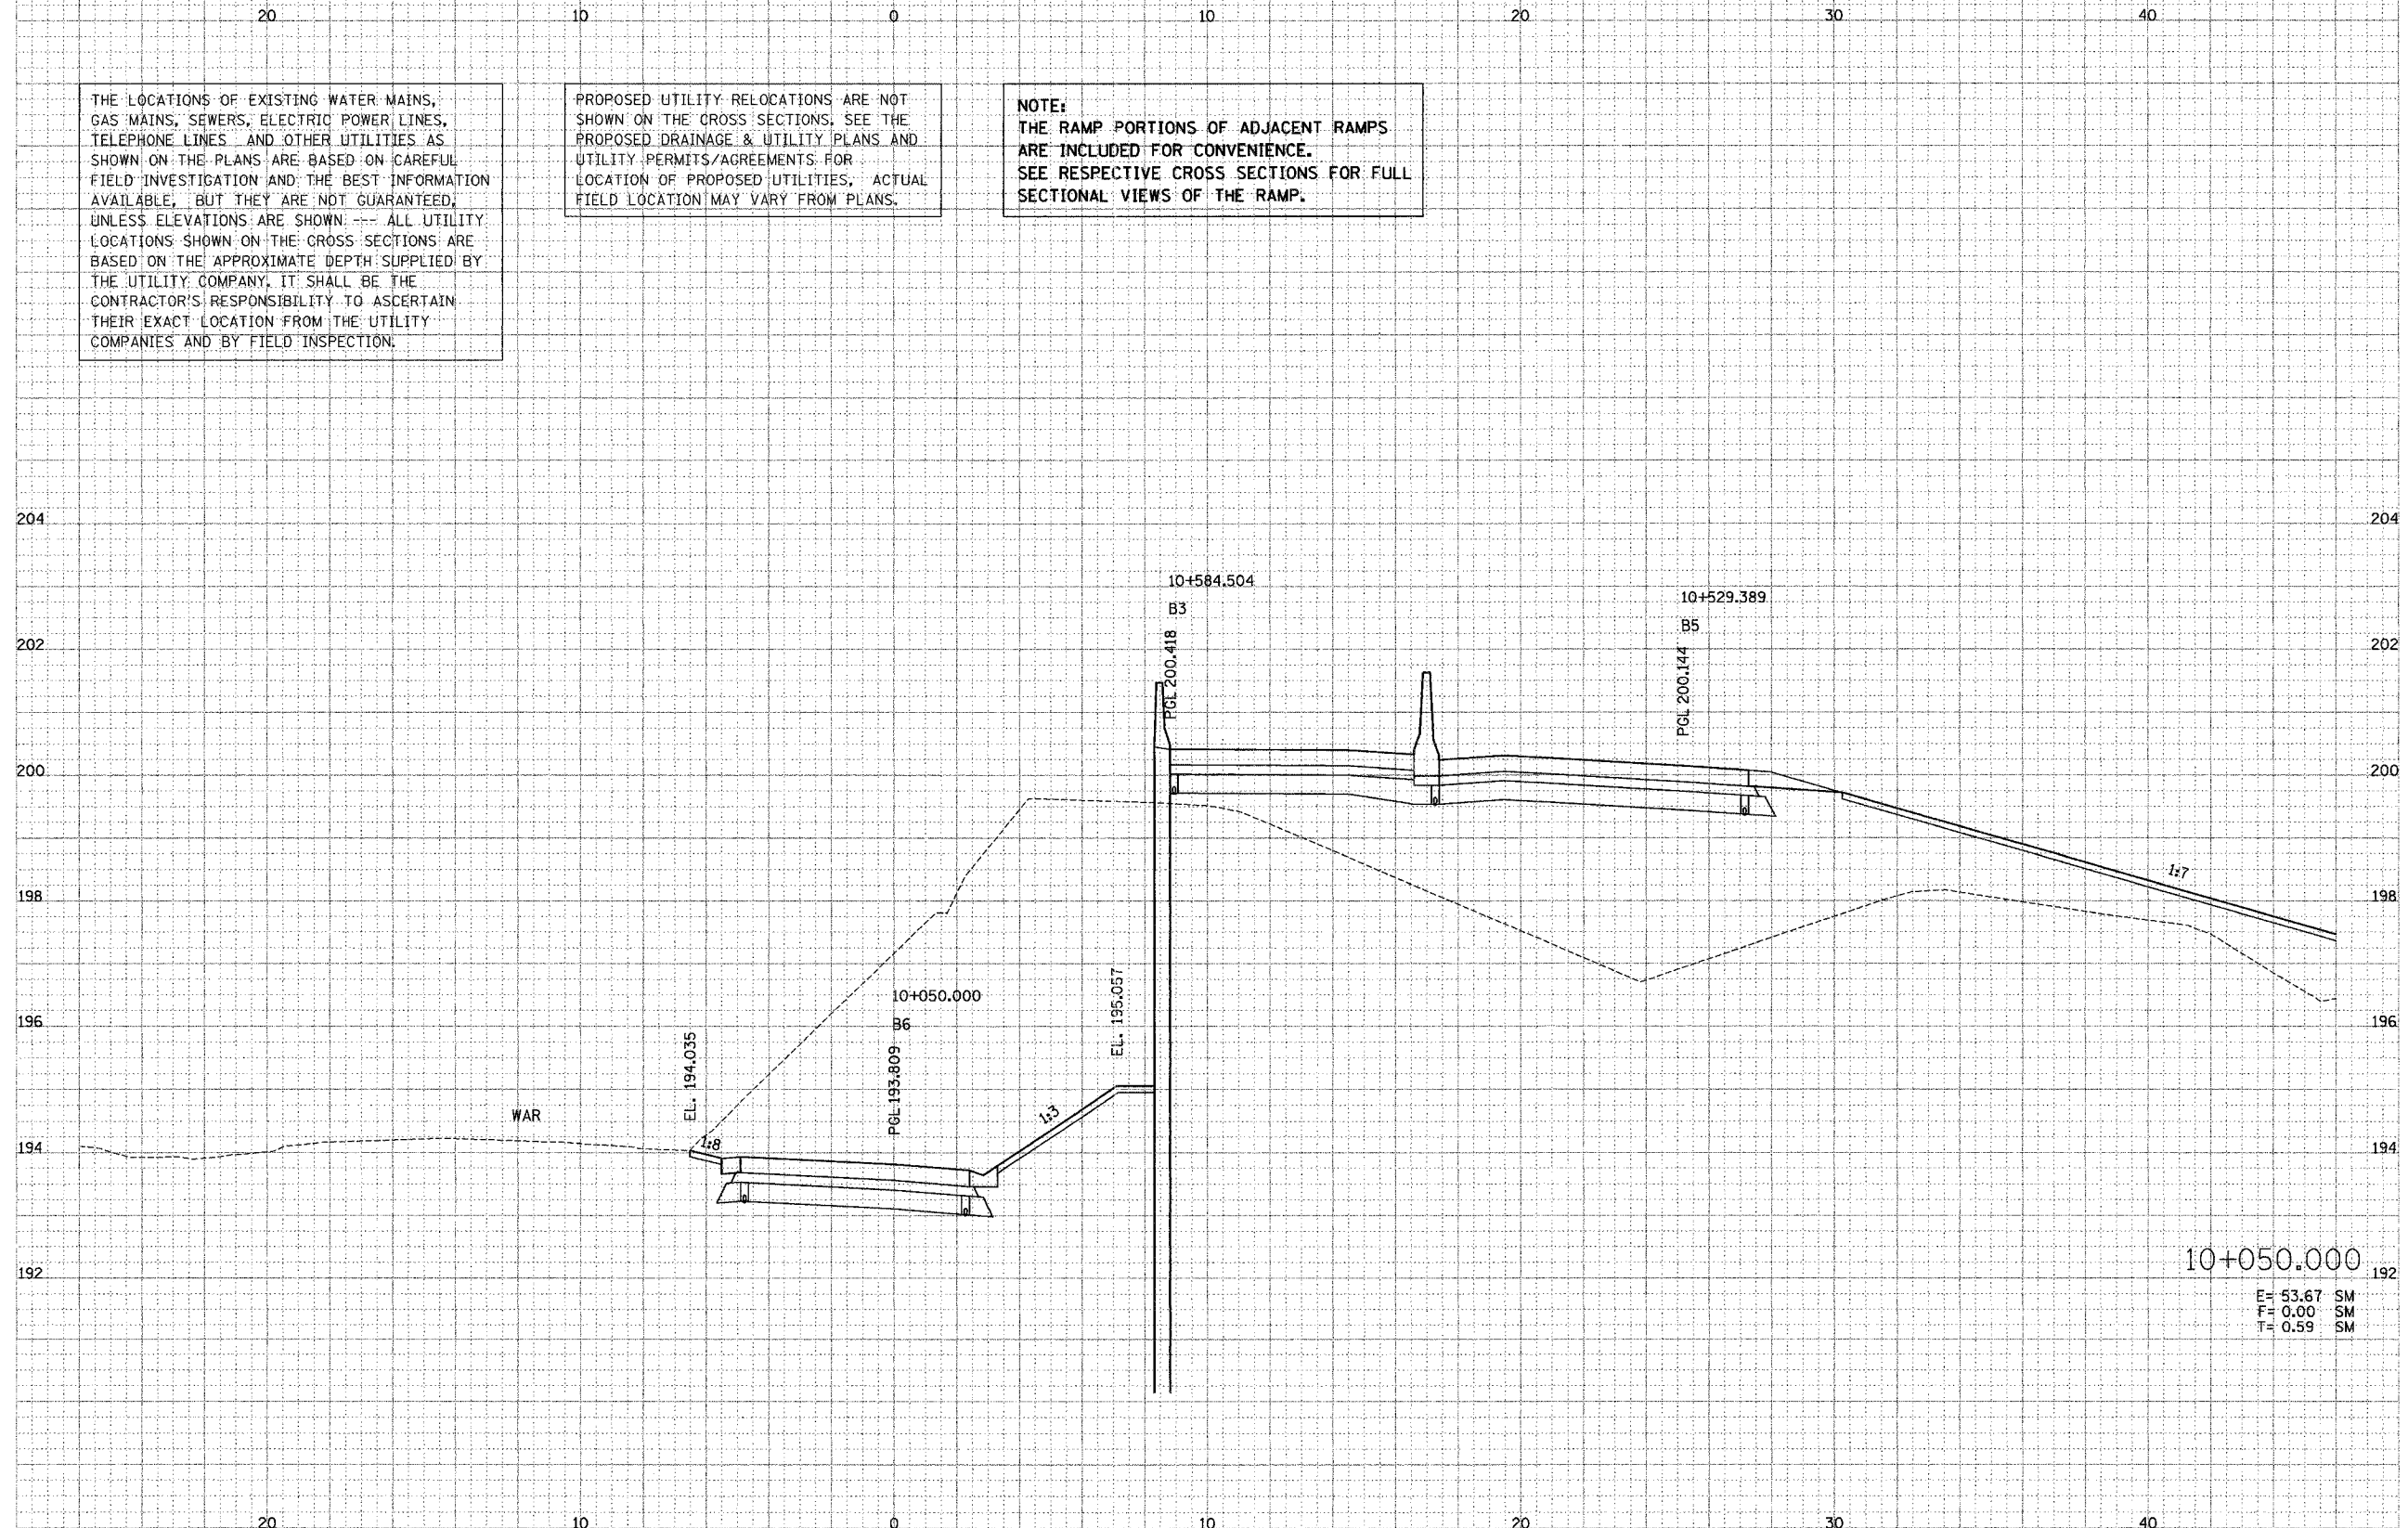 20 10 0 10 20 30 40
THE LOCATIONS OF EXISTING WATER MAINS,
GAS MAINS, SEWERS, ELECTRIC POWER LINES,
TELEPHONE LINES AND OTHER UTILITIES AS
SHOWN ON THE PLANS ARE BASED ON CAREFUL
FIELD INVESTIGATION AND THE BEST INFORMATION
AVAILABLE, BUT THEY ARE NOT GUARANTEED,
UNLESS ELEVATIONS ARE SHOWN --- ALL UTILITY
LOCATIONS SHOWN ON THE CROSS SECTIONS ARE
BASED ON THE APPROXIMATE DEPTH SUPPLIED BY
THE UTILITY COMPANY. IT SHALL BE THE
CONTRACTOR'S RESPONSIBILITY TO ASCERTAIN
THEIR EXACT LOCATION FROM THE UTILITY
COMPANIES AND BY FIELD INSPECTION.
PROPOSED UTILITY RELOCATIONS ARE NOT
SHOWN ON THE CROSS SECTIONS. SEE THE
PROPOSED DRAINAGE & UTILITY PLANS AND
UTILITY PERMITS/AGREEMENTS FOR
LOCATION OF PROPOSED UTILITIES. ACTUAL
FIELD LOCATION MAY VARY FROM PLANS.
NOTE:
THE RAMP PORTIONS OF ADJACENT RAMPS
ARE INCLUDED FOR CONVENIENCE.
SEE RESPECTIVE CROSS SECTIONS FOR FULL
SECTIONAL VIEWS OF THE RAMP.
204 204
10+584.504
B3
PGL 200.418
10+529.389
B5
PGL 200.144
202 202
200 200
198 198
1:7
196 196
10+050.000
B6
PGL 193.809
EL. 195.057
EL. 194.035
WAR
1:8
1:3
194 194
192 192
10+050.000
E= 53.67 SM
F= 0.00 SM
T= 0.59 SM
20 10 0 10 20 30 40